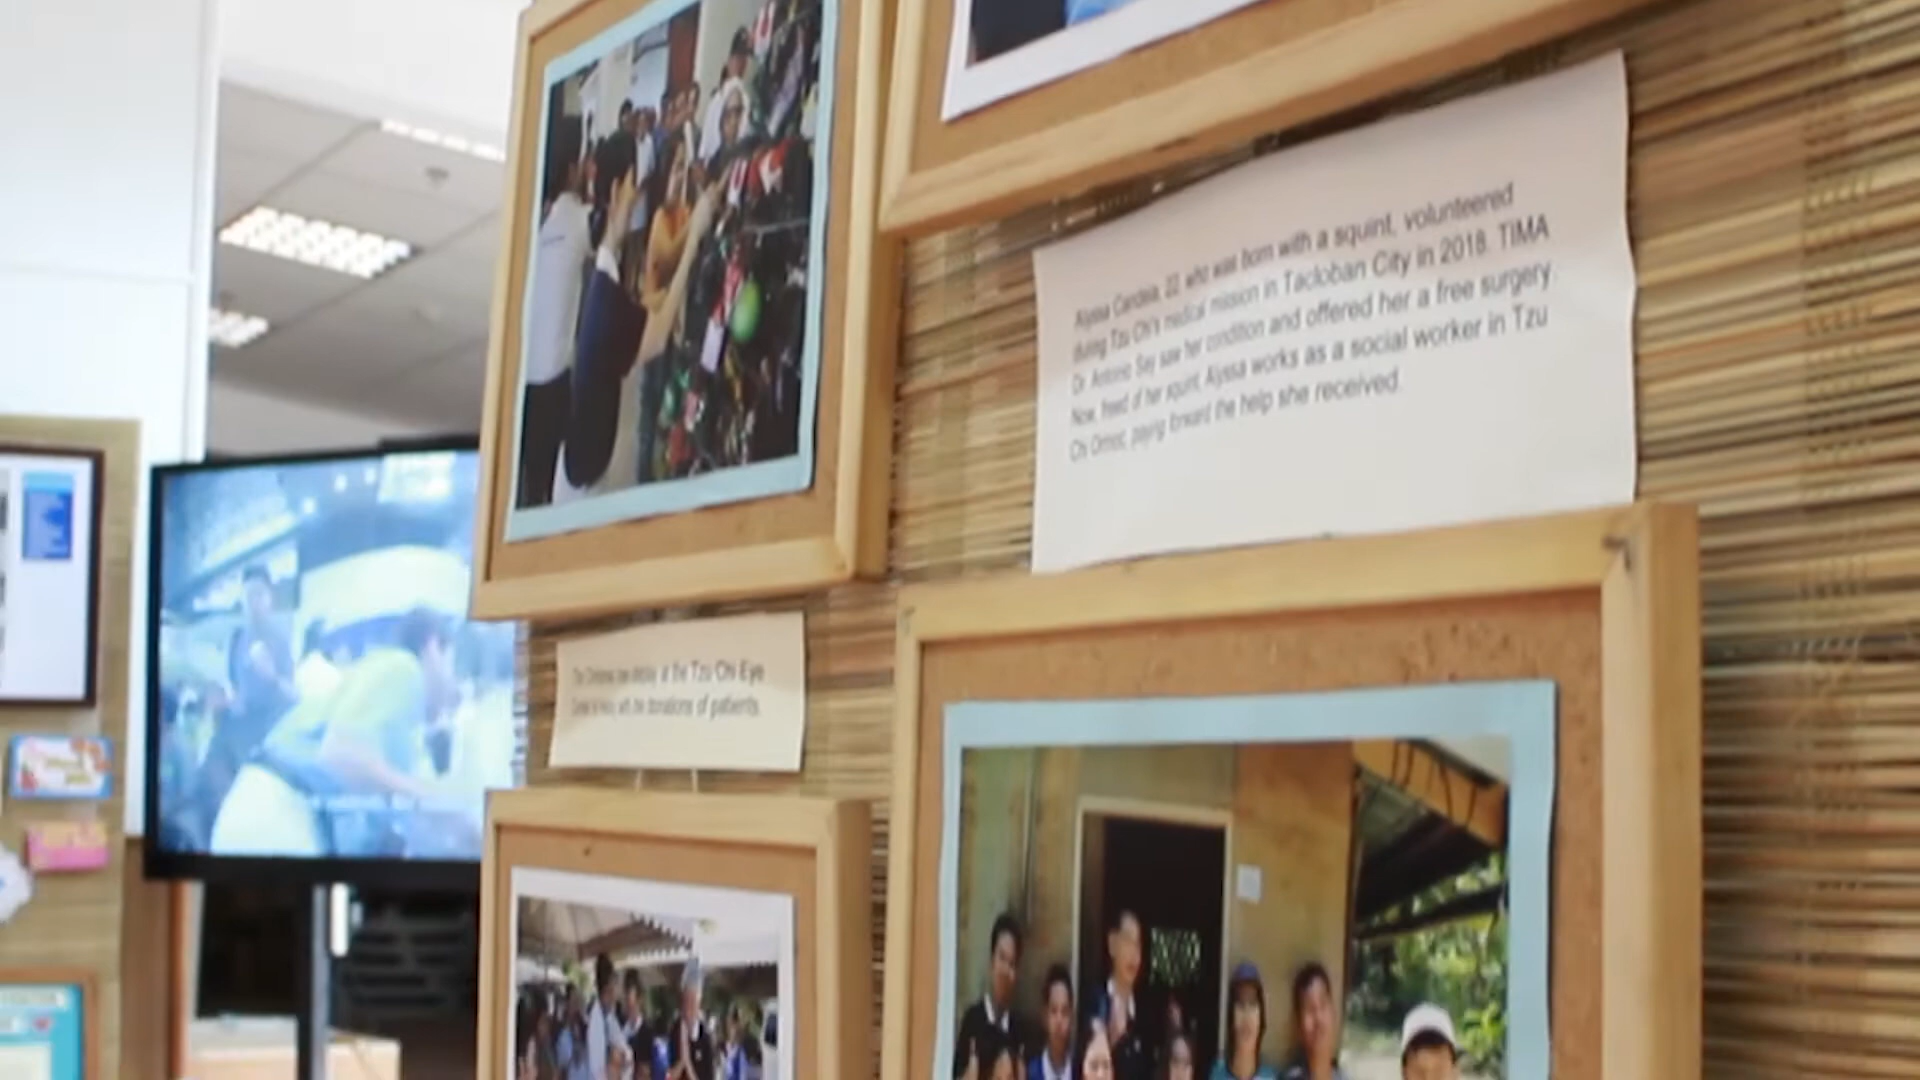 Alyssa Candela, 22, who was born with a squint, volunteered
during Tzu Chi's medical mission in Tacloban City in 2018. TIMA
Dr. Antonio Say saw her condition and offered her a free surgery.
Now, freed of her squint, Alyssa works as a social worker in Tzu
Chi Ormoc, paying forward the help she received.
The Christmas tree display at the Tzu Chi Eye
with the donations of patients.